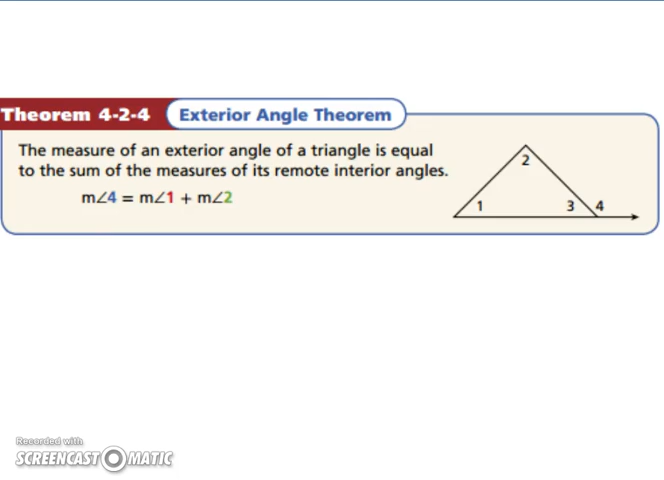 Theorem 4-2-4 Exterior Angle Theorem
The measure of an exterior angle of a triangle is equal
to the sum of the measures of its remote interior angles.
m∠4 = m∠1 + m∠2
2
1 3 4
Recorded with
SCREENCAST-O-MATIC